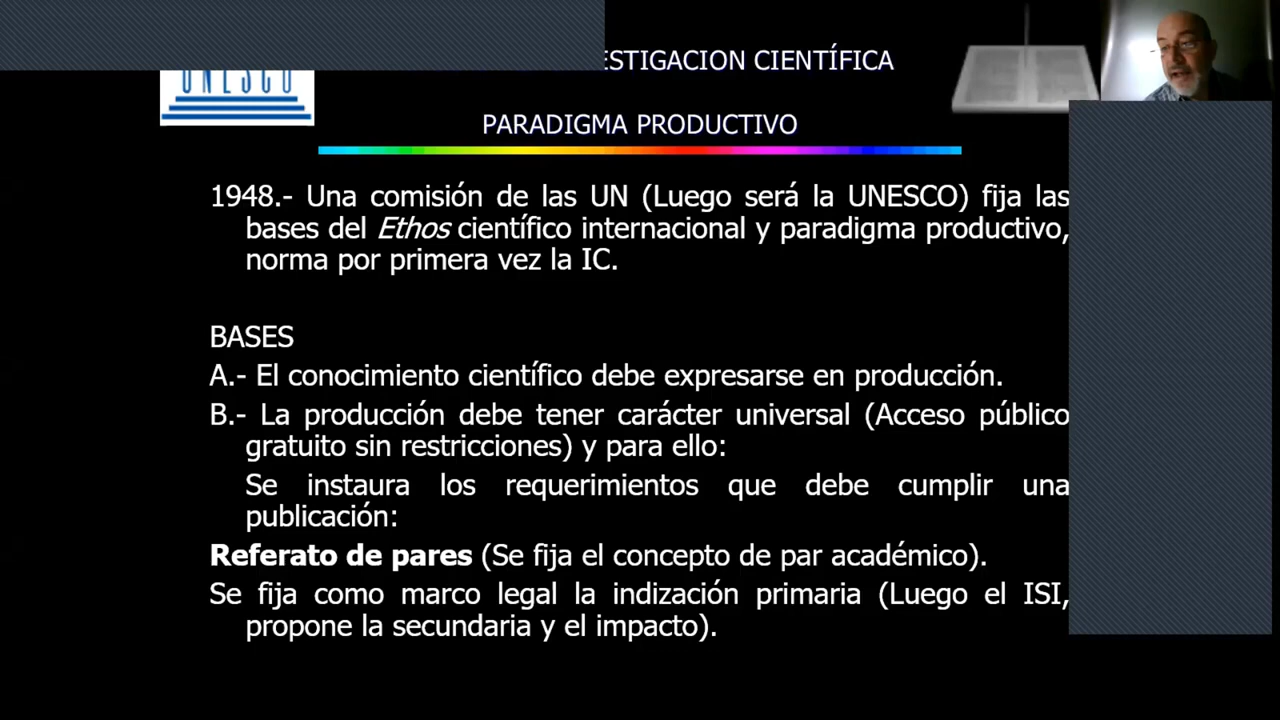 UNESCO
ESTIGACION CIENTÍFICA
PARADIGMA PRODUCTIVO
1948.- Una comisión de las UN (Luego será la UNESCO) fija las
bases del Ethos científico internacional y paradigma productivo,
norma por primera vez la IC.
BASES
A.- El conocimiento científico debe expresarse en producción.
B.- La producción debe tener carácter universal (Acceso público
gratuito sin restricciones) y para ello:
Se instaura los requerimientos que debe cumplir una
publicación:
Referato de pares (Se fija el concepto de par académico).
Se fija como marco legal la indización primaria (Luego el ISI,
propone la secundaria y el impacto).